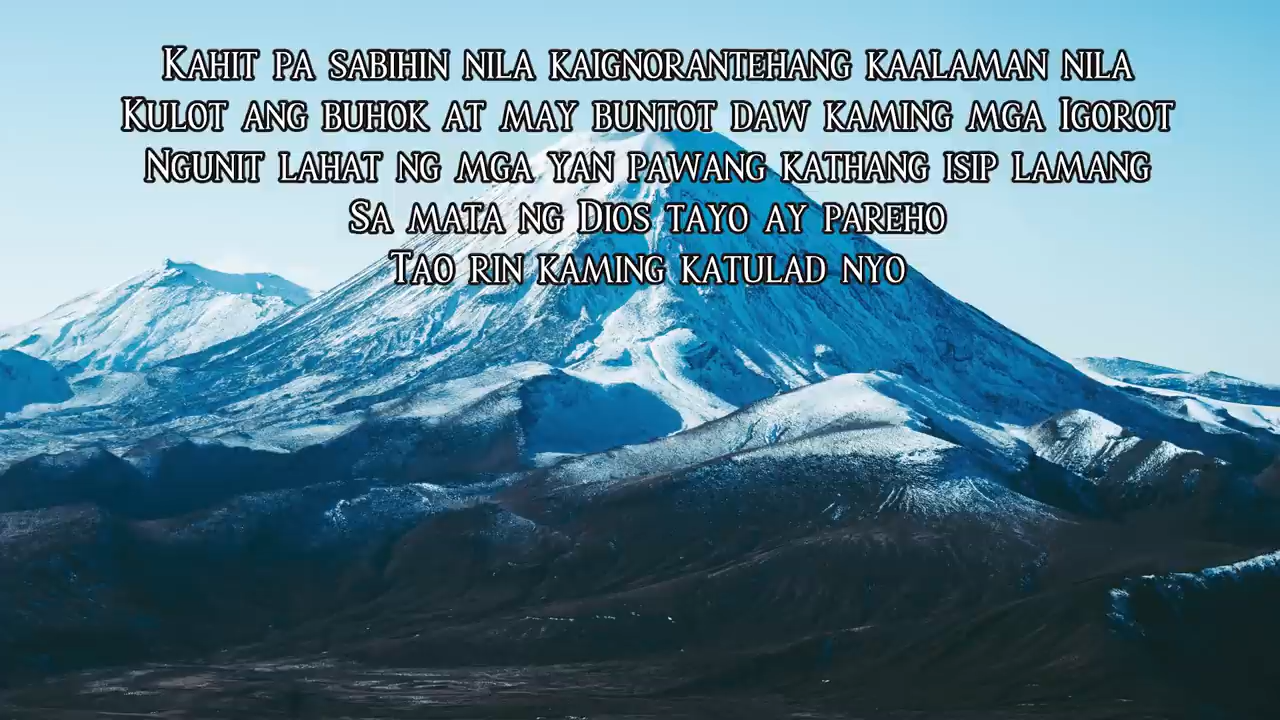 Kahit pa sabihin nila kaignorantehang kaalaman nila
Kulot ang buhok at may buntot daw kaming mga Igorot
Ngunit lahat ng mga yan pawang kathang isip lamang
Sa mata ng Dios tayo ay pareho
Tao rin kaming katulad nyo